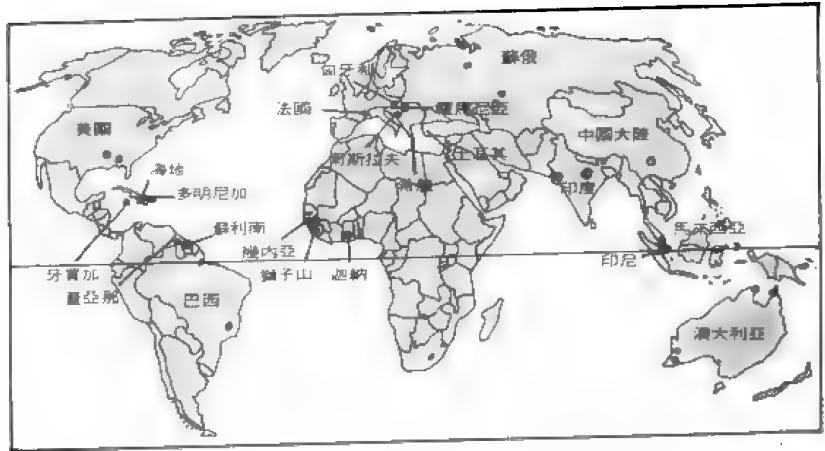 蘇俄
匈牙利
法國
羅馬尼亞
美國
中國大陸
南斯拉夫
土耳其
海地
希臘
印度
多明尼加
蘇利南
馬來西亞
幾內亞
印尼
牙買加
獅子山
迦納
蓋亞那
巴西
澳大利亞